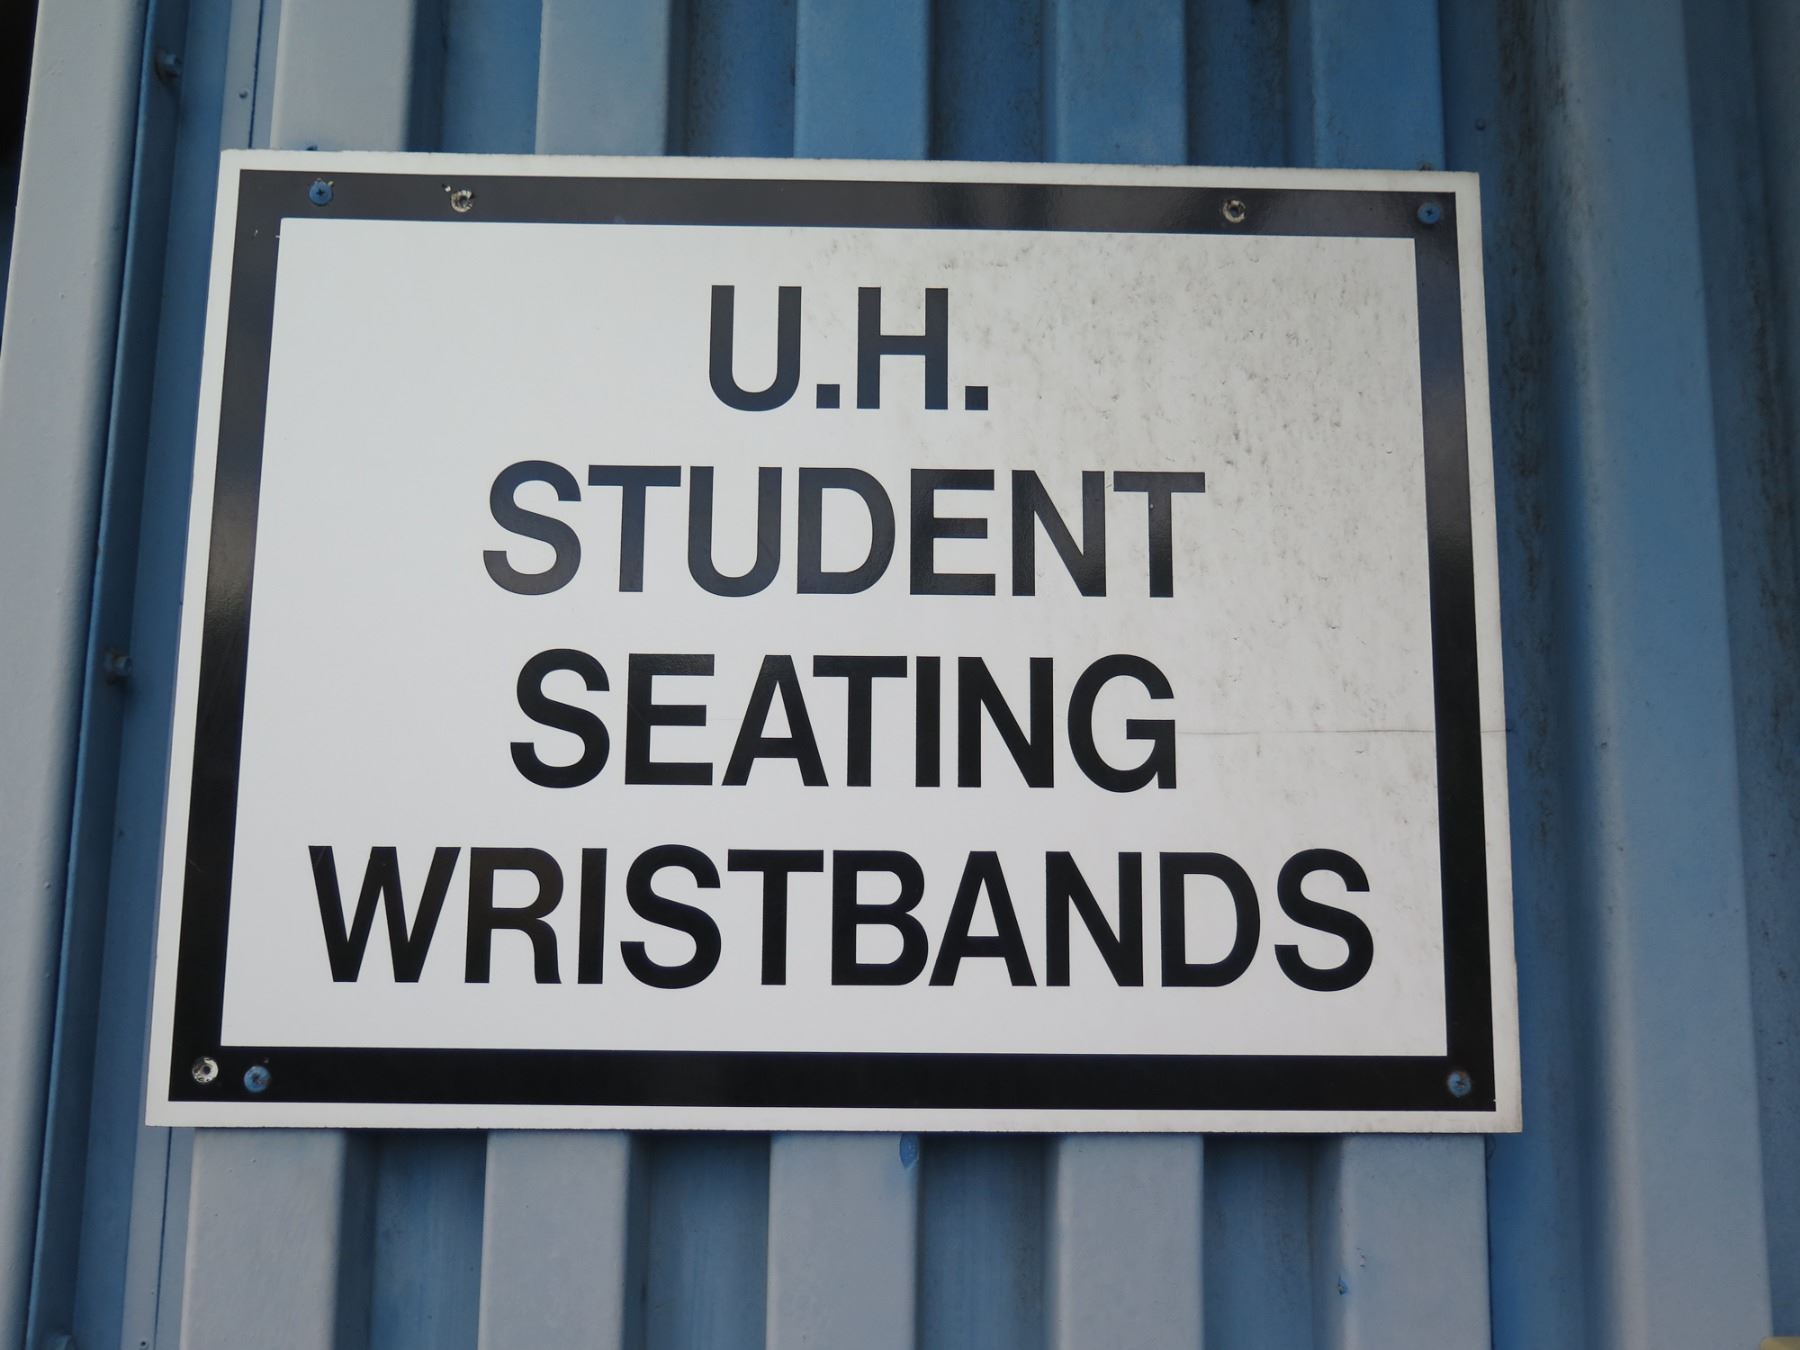 U.H.
STUDENT
SEATING
WRISTBANDS